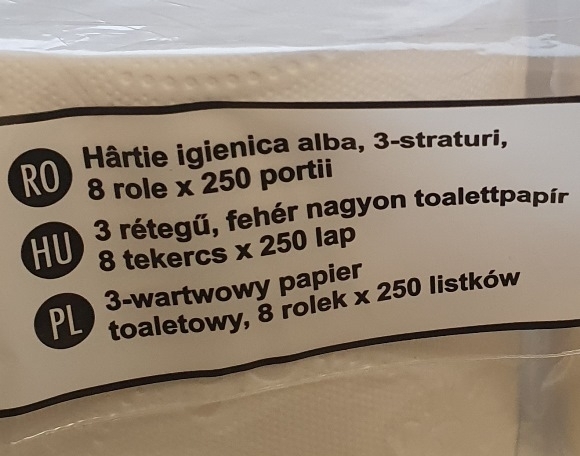 RO Hârtie igienica alba, 3-straturi,
8 role x 250 portii
HU 3 rétegű, fehér nagyon toalettpapír
8 tekercs x 250 lap
PL 3-wartwowy papier
toaletowy, 8 rolek x 250 listków